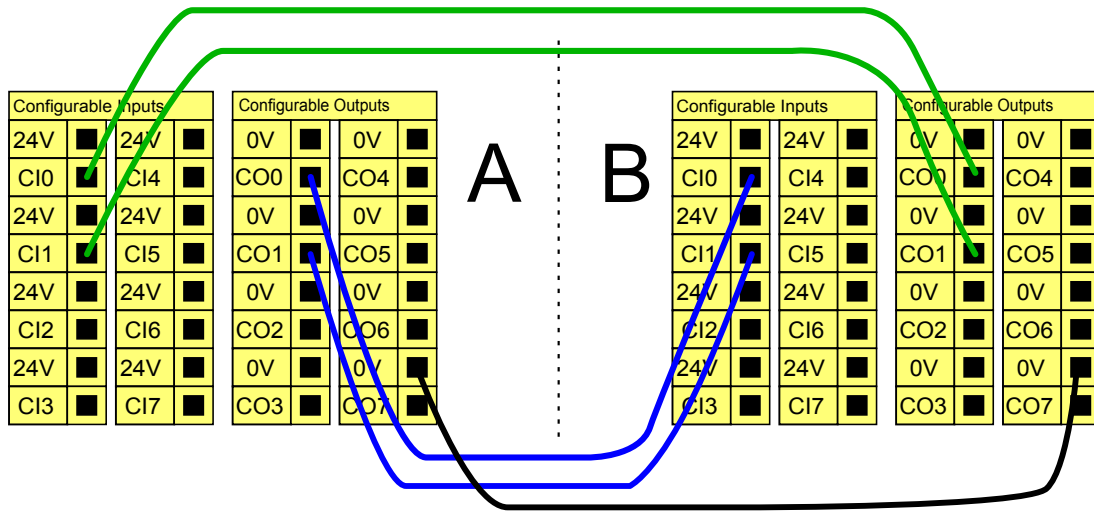 Configurable Inputs
24V 24V
CI0 CI4
24V 24V
CI1 CI5
24V 24V
CI2 CI6
24V 24V
CI3 CI7
Configurable Outputs
0V 0V
CO0 CO4
0V 0V
CO1 CO5
0V 0V
CO2 CO6
0V 0V
CO3 CO7
A
B
Configurable Inputs
24V 24V
CI0 CI4
24V 24V
CI1 CI5
24V 24V
CI2 CI6
24V 24V
CI3 CI7
Configurable Outputs
0V 0V
CO0 CO4
0V 0V
CO1 CO5
0V 0V
CO2 CO6
0V 0V
CO3 CO7